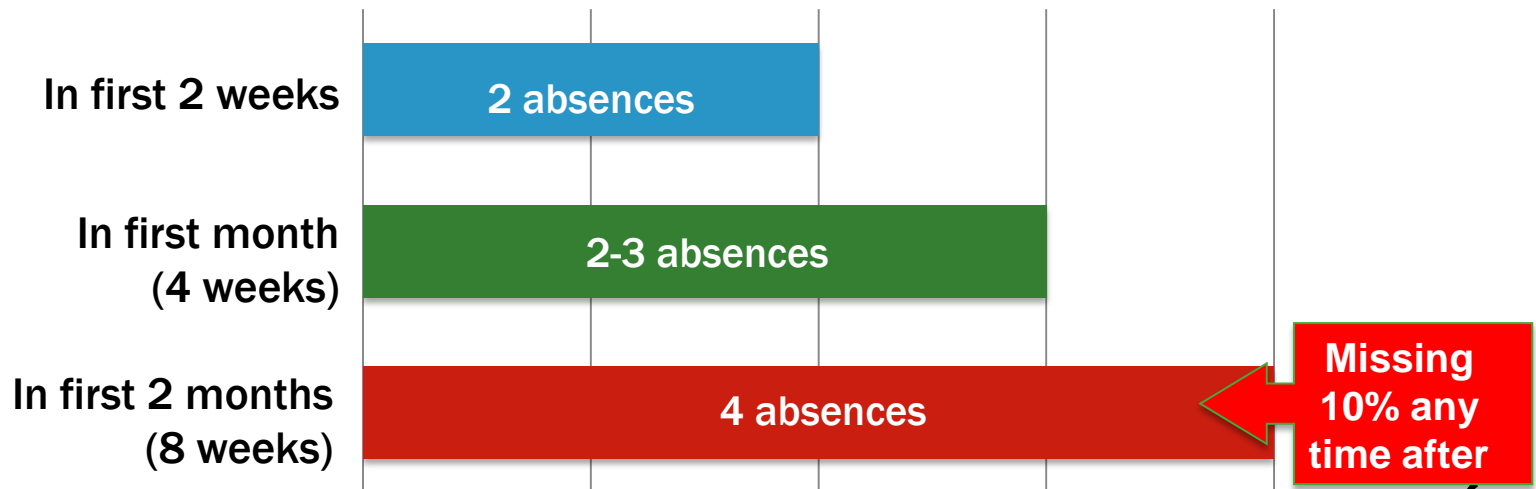 In first 2 weeks
2 absences
In first month
(4 weeks)
2-3 absences
In first 2 months
(8 weeks)
4 absences
Missing
10% any
time after